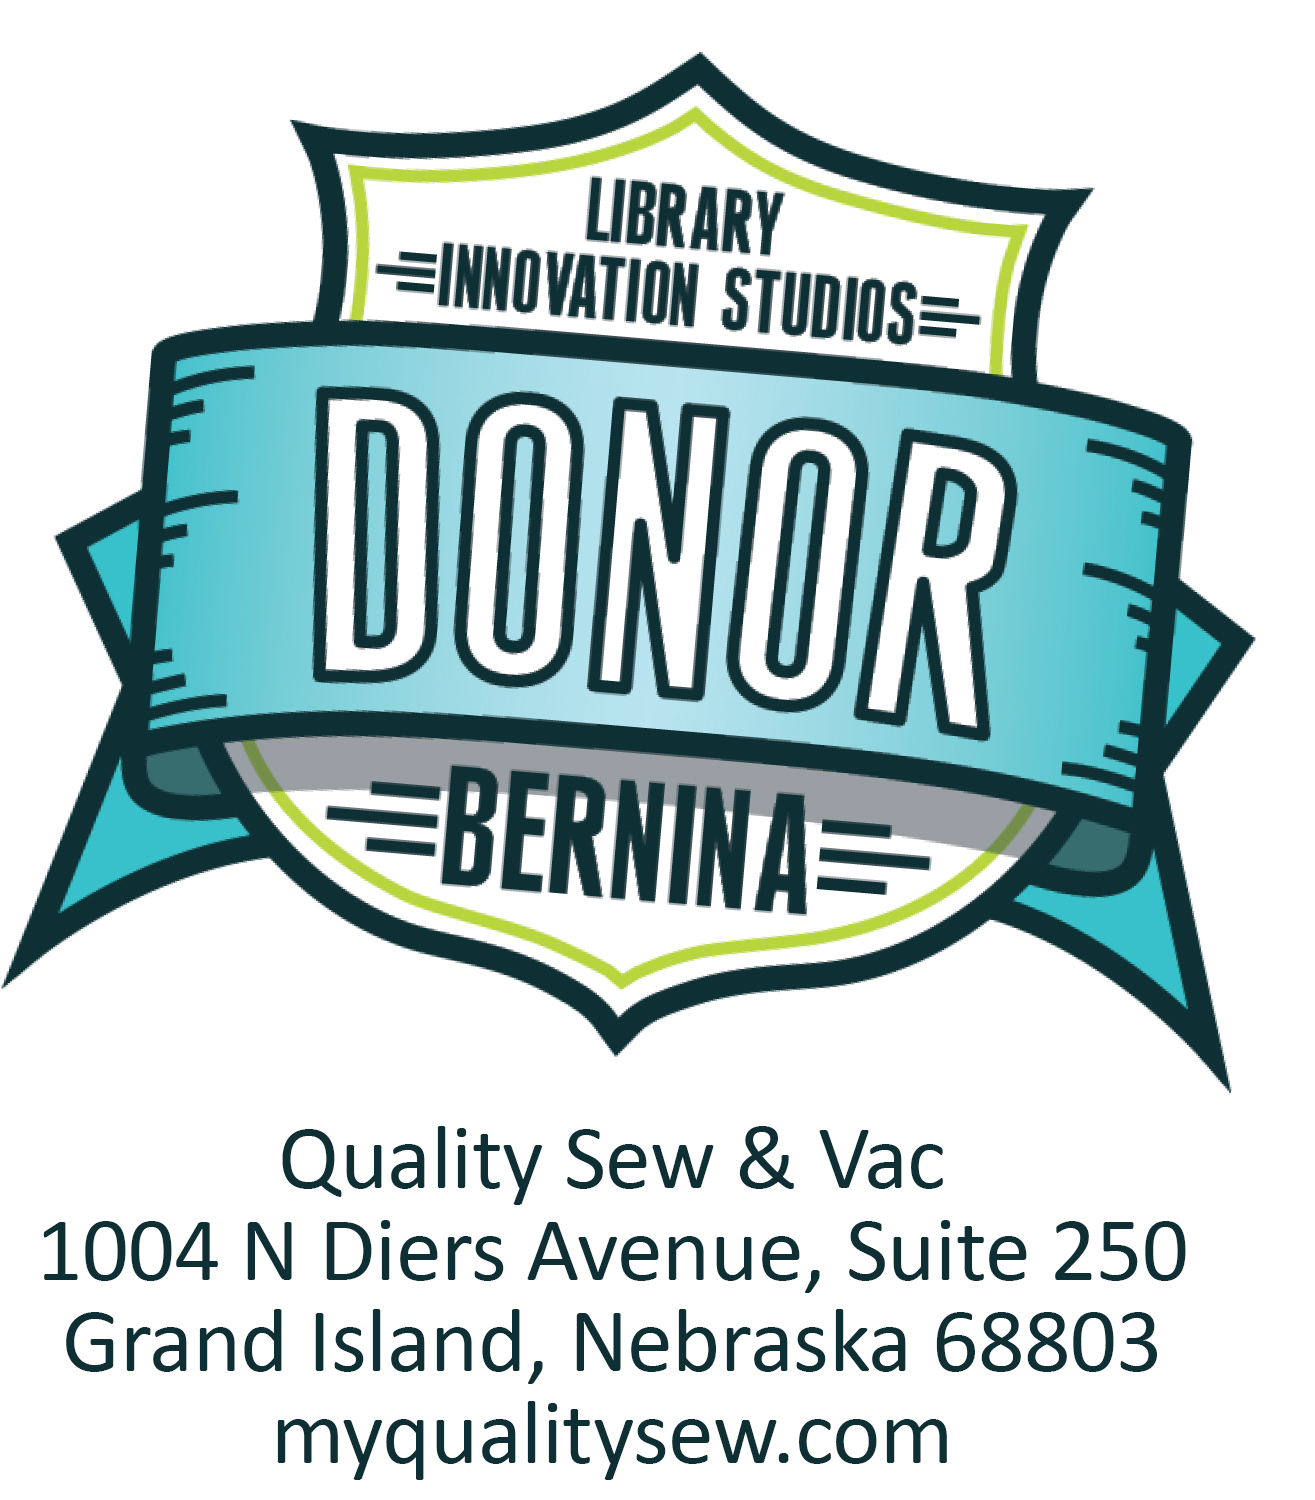 LIBRARY
INNOVATION STUDIOS
DONOR
BERNINA
Quality Sew & Vac
1004 N Diers Avenue, Suite 250
Grand Island, Nebraska 68803
myqualitysew.com